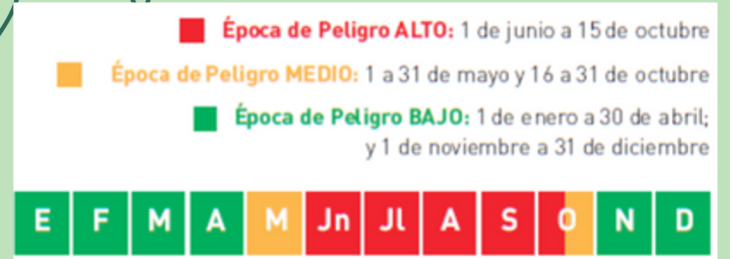 Época de Peligro ALTO: 1 de junio a 15 de octubre
Época de Peligro MEDIO: 1 a 31 de mayo y 16 a 31 de octubre
Época de Peligro BAJO: 1 de enero a 30 de abril;
y 1 de noviembre a 31 de diciembre
E F M A M Jn Jl A S O N D